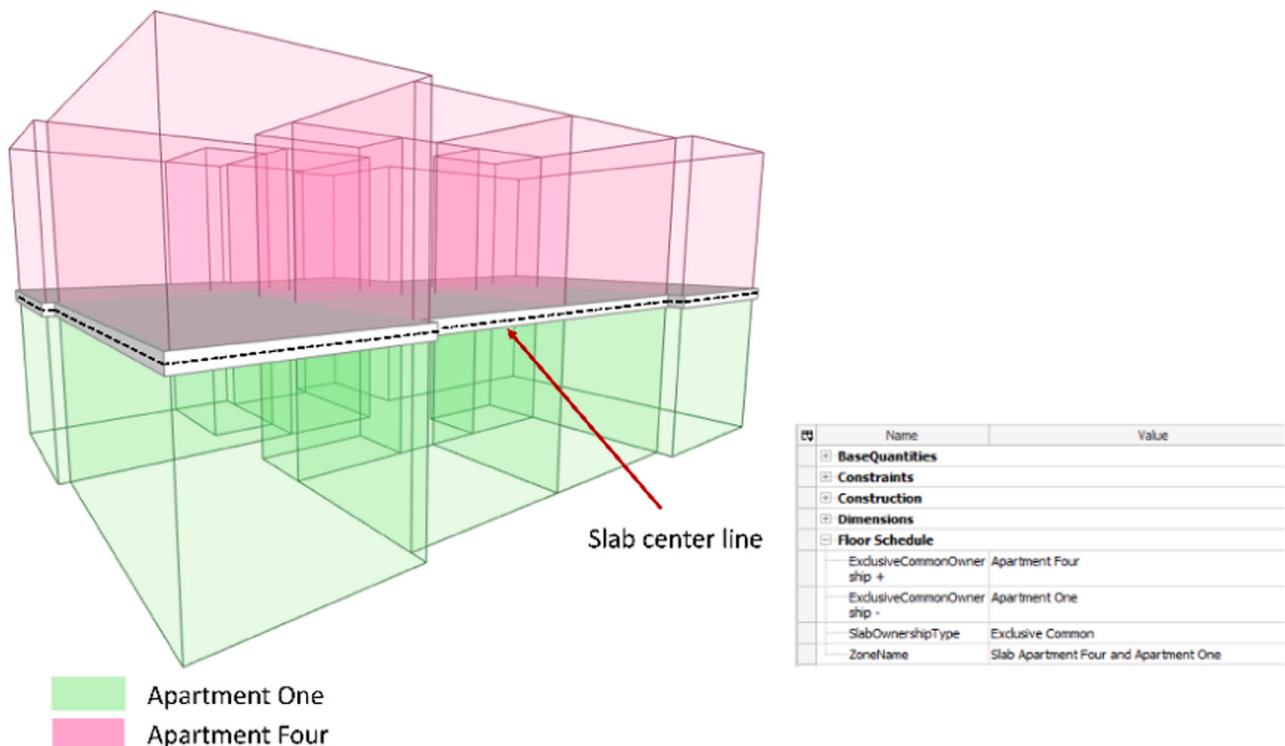 Slab center line
Name Value
BaseQuantities
Constraints
Construction
Dimensions
Floor Schedule
ExclusiveCommonOwner Apartment Four
ship +
ExclusiveCommonOwner Apartment One
ship -
SlabOwnershipType Exclusive Common
ZoneName Slab Apartment Four and Apartment One
Apartment One
Apartment Four